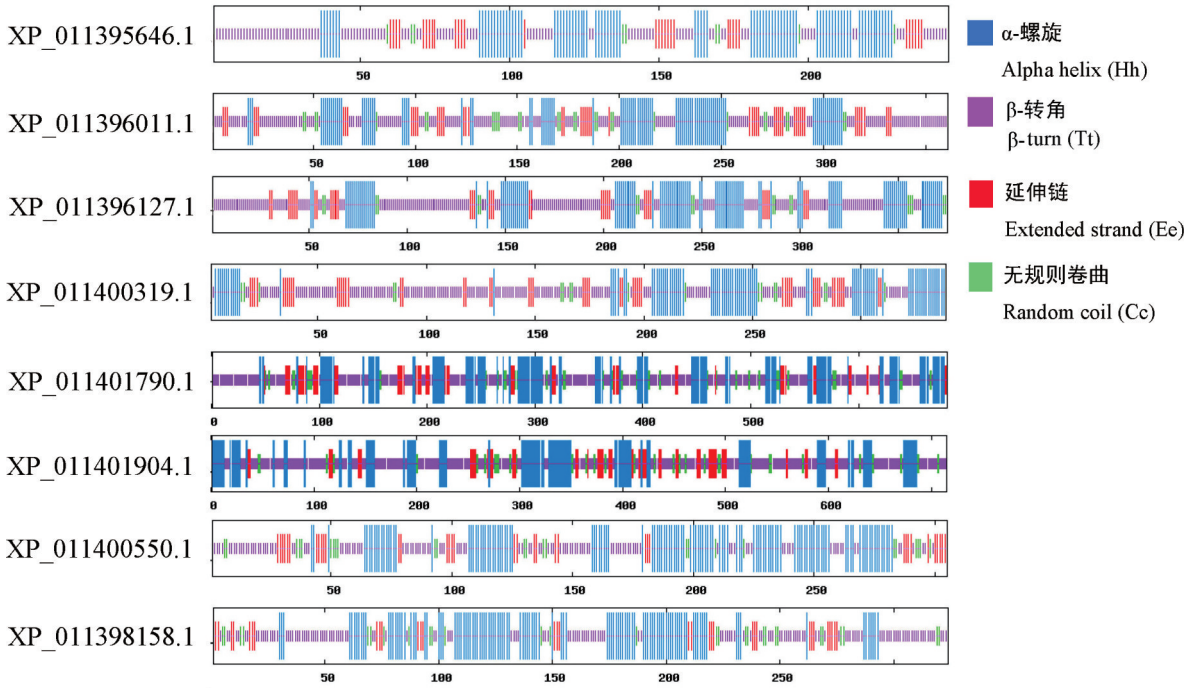 XP_011395646.1
50 100 150 200
XP_011396011.1
50 100 150 200 250 300
XP_011396127.1
50 100 150 200 250 300
XP_011400319.1
50 100 150 200 250
XP_011401790.1
0 100 200 300 400 500
XP_011401904.1
0 100 200 300 400 500 600
XP_011400550.1
50 100 150 200 250
XP_011398158.1
50 100 150 200 250
α-螺旋
Alpha helix (Hh)
β-转角
β-turn (Tt)
延伸链
Extended strand (Ee)
无规则卷曲
Random coil (Cc)